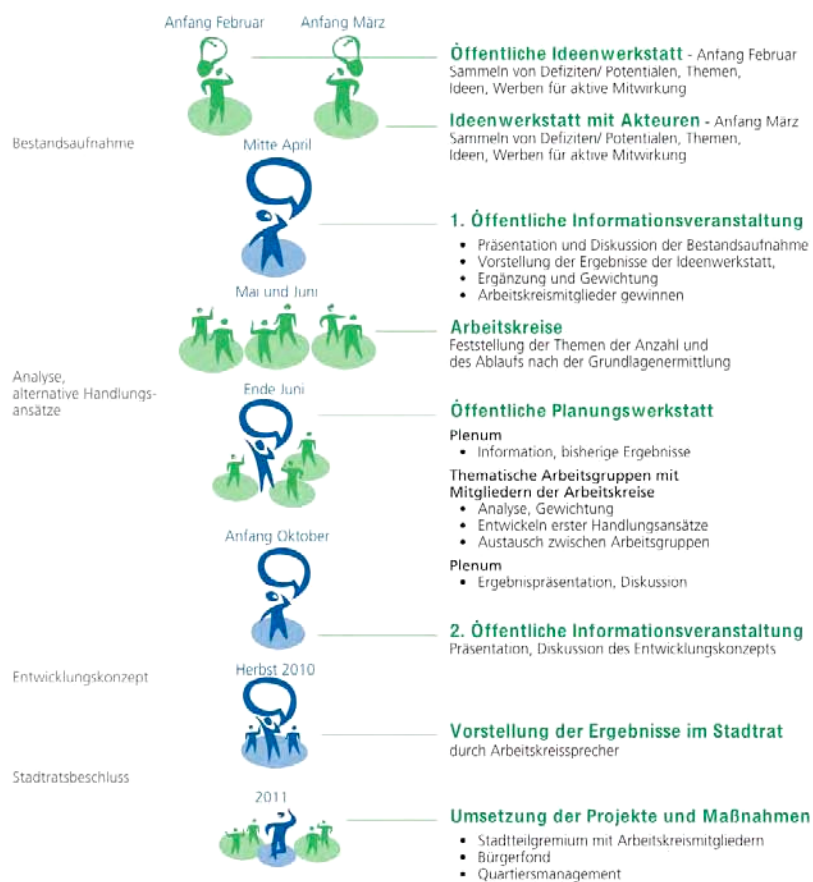 Anfang Februar
Anfang März
Öffentliche Ideenwerkstatt - Anfang Februar
Sammeln von Defiziten/ Potentialen, Themen,
Ideen, Werben für aktive Mitwirkung
Ideenwerkstatt mit Akteuren - Anfang März
Sammeln von Defiziten/ Potentialen, Themen,
Ideen, Werben für aktive Mitwirkung
Bestandsaufnahme
Mitte April
1. Öffentliche Informationsveranstaltung
• Präsentation und Diskussion der Bestandsaufnahme
• Vorstellung der Ergebnisse der Ideenwerkstatt,
• Ergänzung und Gewichtung
• Arbeitskreismitglieder gewinnen
Mai und Juni
Arbeitskreise
Feststellung der Themen der Anzahl und
des Ablaufs nach der Grundlagenermittlung
Analyse,
alternative Handlungs-
ansätze
Ende Juni
Öffentliche Planungswerkstatt
Plenum
• Information, bisherige Ergebnisse
Thematische Arbeitsgruppen mit
Mitgliedern der Arbeitskreise
• Analyse, Gewichtung
• Entwickeln erster Handlungsansätze
• Austausch zwischen Arbeitsgruppen
Plenum
• Ergebnispräsentation, Diskussion
Anfang Oktober
2. Öffentliche Informationsveranstaltung
Präsentation, Diskussion des Entwicklungskonzepts
Entwicklungskonzept
Herbst 2010
Vorstellung der Ergebnisse im Stadtrat
durch Arbeitskreissprecher
Stadtratsbeschluss
2011
Umsetzung der Projekte und Maßnahmen
• Stadtteilgremium mit Arbeitskreismitgliedern
• Bürgerfond
• Quartiersmanagement